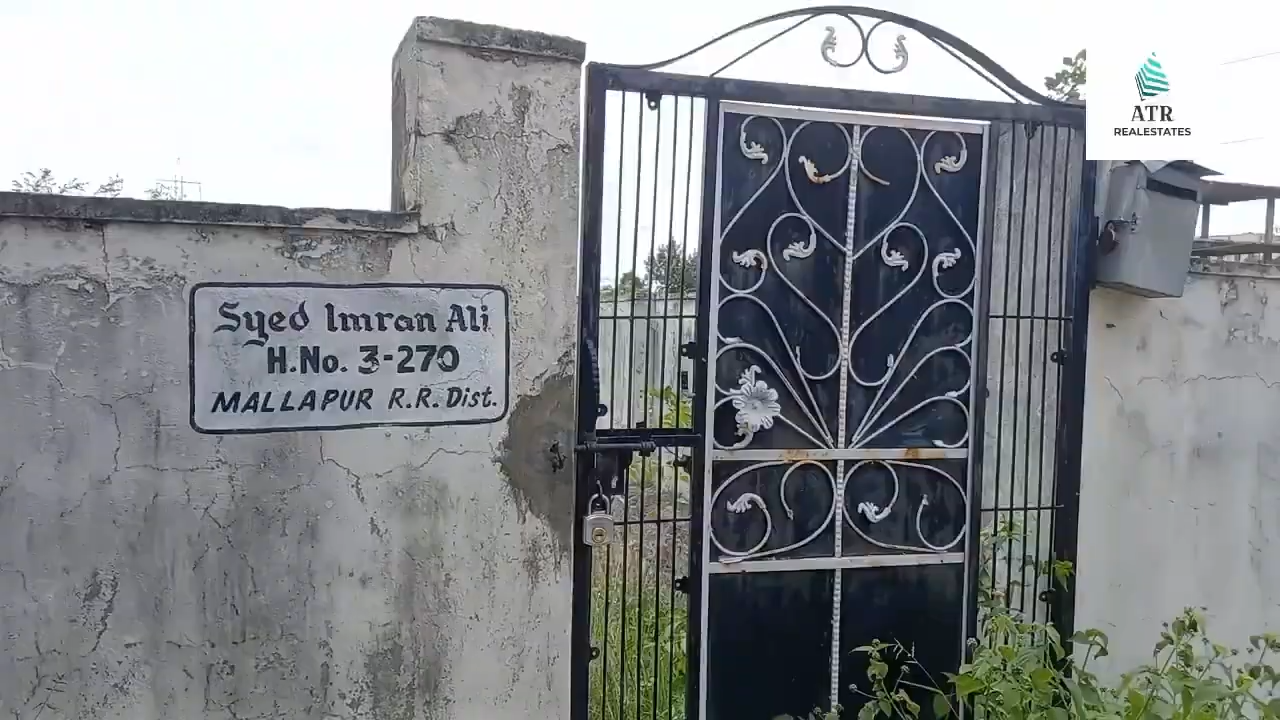 Syed Imran Ali
H.No. 3-270
MALLAPUR R.R. Dist.
ATR
REALESTATES